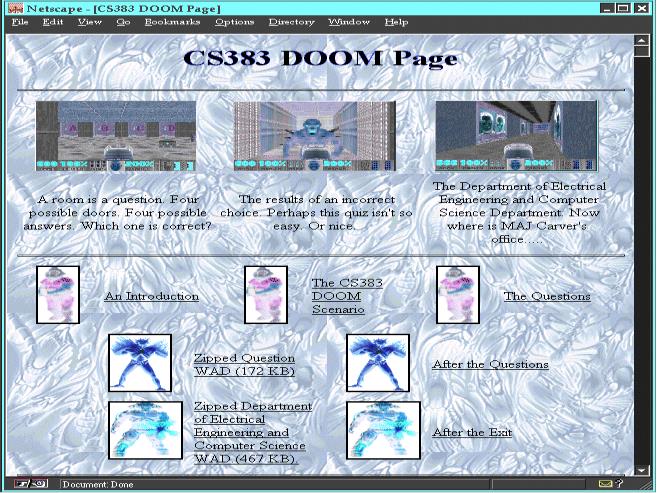 Netscape - [CS383 DOOM Page]
File Edit View Go Bookmarks Options Directory Window Help
CS383 DOOM Page
A B C D
A room is a question. Four
possible doors. Four possible
answers. Which one is correct?
The results of an incorrect
choice. Perhaps this quiz isn't so
easy. Or nice.
The Department of Electrical
Engineering and Computer
Science Department. Now
where is MAJ Carver's
office.....
An Introduction
The CS383
DOOM
Scenario
The Questions
Zipped Question
WAD (172 KB)
After the Questions
Zipped Department
of Electrical
Engineering and
Computer Science
WAD (467 KB).
After the Exit
Document: Done